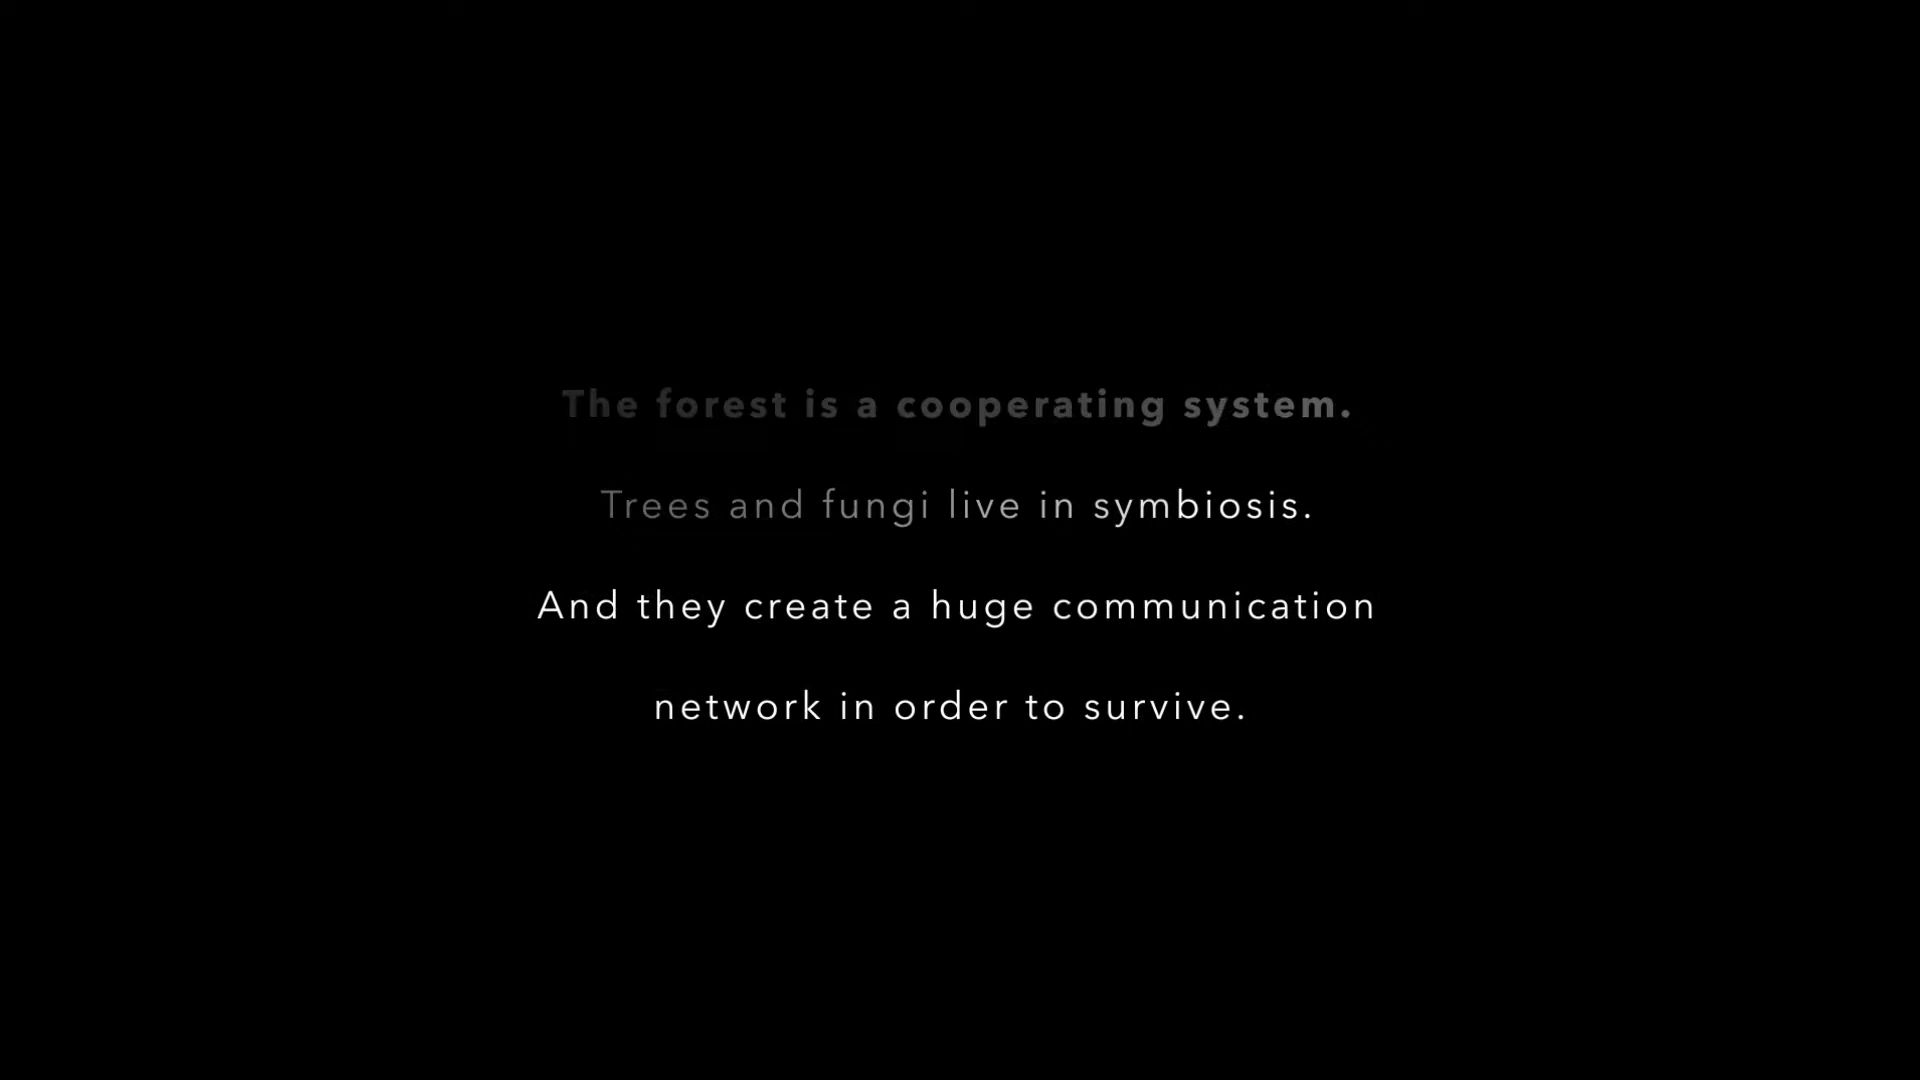 The forest is a cooperating system.
Trees and fungi live in symbiosis.
And they create a huge communication
network in order to survive.